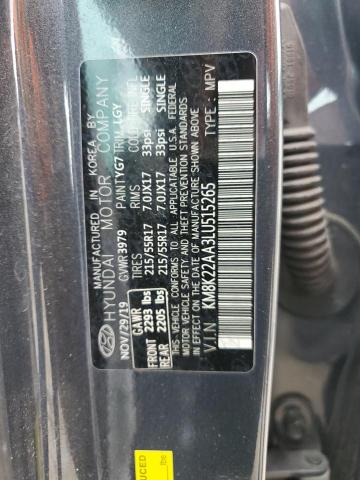 MANUFACTURED IN KOREA BY
HYUNDAI MOTOR COMPANY
NOV/29/19 GVWR 3979 PAINT YG7 TRIM LGY
GAWR TIRES RIMS COLD TIRE INFL
FRONT 2293 lbs 215/55R17 7.0JX17 33psi SINGLE
REAR 2205 lbs 215/55R17 7.0JX17 33psi SINGLE
THIS VEHICLE CONFORMS TO ALL APPLICABLE U.S.A FEDERAL
MOTOR VEHICLE SAFETY AND THEFT PREVENTION STANDARDS
IN EFFECT ON THE DATE OF MANUFACTURE SHOWN ABOVE.
V.I.N : KM8K22AA3LU515265 TYPE : MPV
UCED
lbs